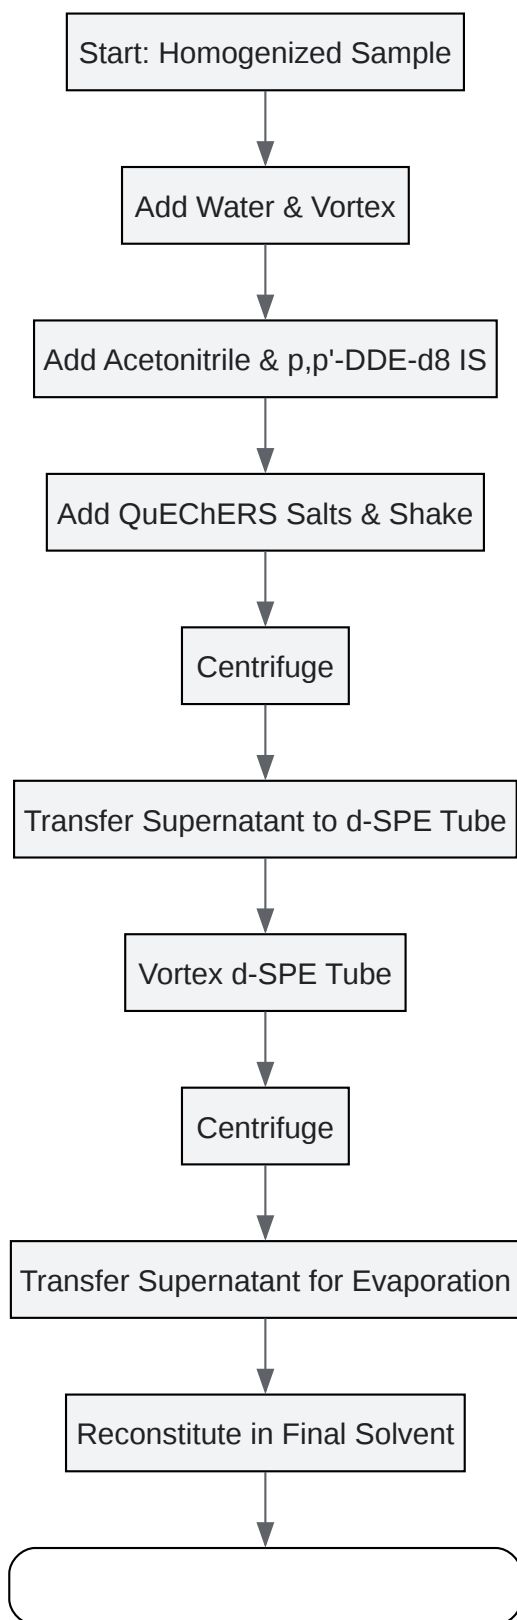 Start: Homogenized Sample
Add Water & Vortex
Add Acetonitrile & p,p'-DDE-d8 IS
Add QuEChERS Salts & Shake
Centrifuge
Transfer Supernatant to d-SPE Tube
Vortex d-SPE Tube
Centrifuge
Transfer Supernatant for Evaporation
Reconstitute in Final Solvent